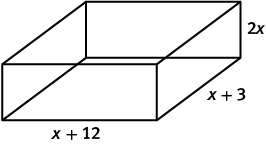 2x
x + 3
x + 12